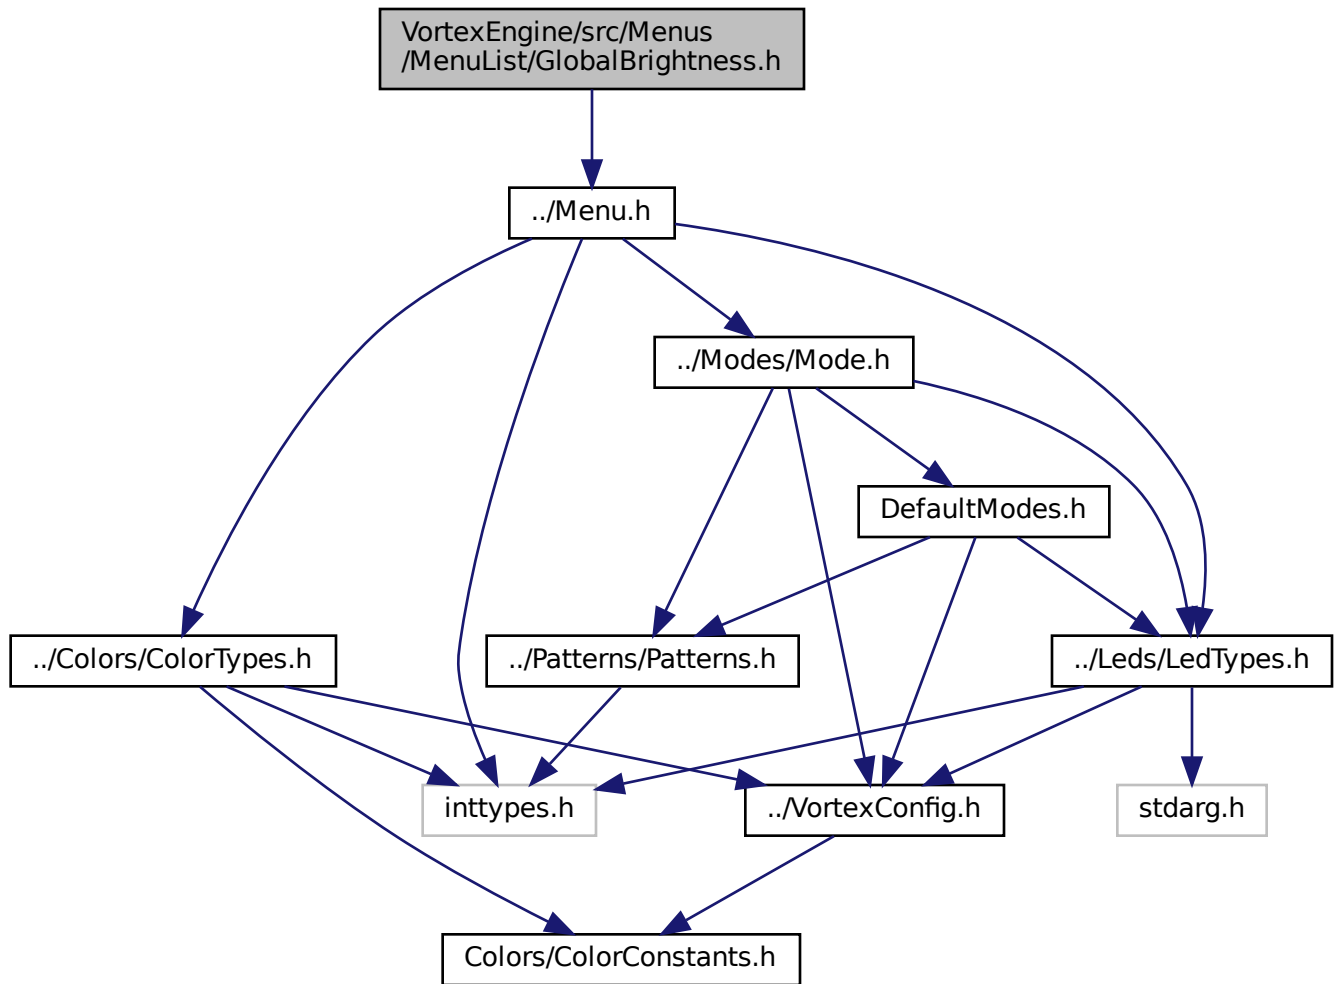 VortexEngine/src/Menus
/MenuList/GlobalBrightness.h
../Menu.h
../Modes/Mode.h
DefaultModes.h
../Colors/ColorTypes.h
../Patterns/Patterns.h
../Leds/LedTypes.h
inttypes.h
../VortexConfig.h
stdarg.h
Colors/ColorConstants.h